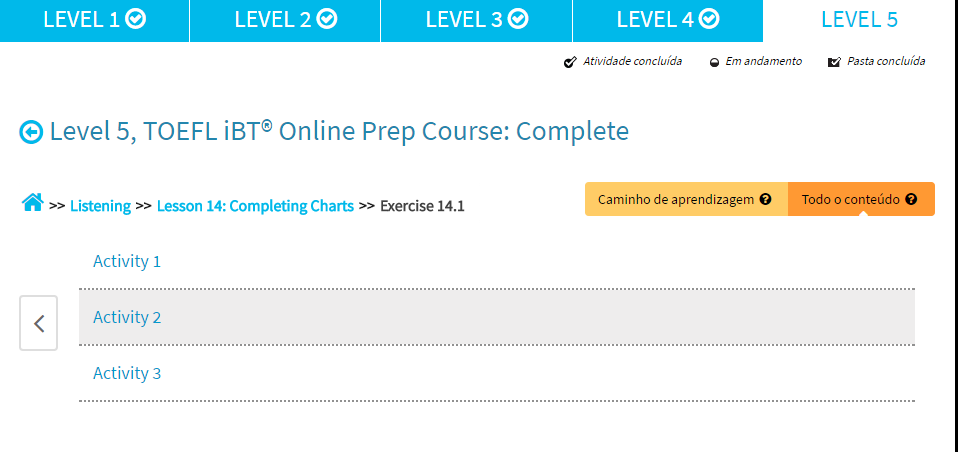 LEVEL 1 LEVEL 2 LEVEL 3 LEVEL 4 LEVEL 5
Atividade concluída Em andamento Pasta concluída
Level 5, TOEFL iBT® Online Prep Course: Complete
>> Listening >> Lesson 14: Completing Charts >> Exercise 14.1
Caminho de aprendizagem ? Todo o conteúdo ?
Activity 1
Activity 2
Activity 3